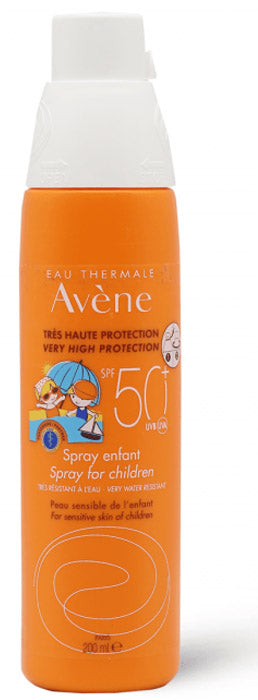 EAU THERMALE
Avène
TRÈS HAUTE PROTECTION
VERY HIGH PROTECTION
SPF 50+
UVB UVA
Spray enfant
Spray for children
TRÈS RÉSISTANT À L'EAU - VERY WATER RESISTANT
Peau sensible de l'enfant
For sensitive skin of children
PARIS
200 ml e